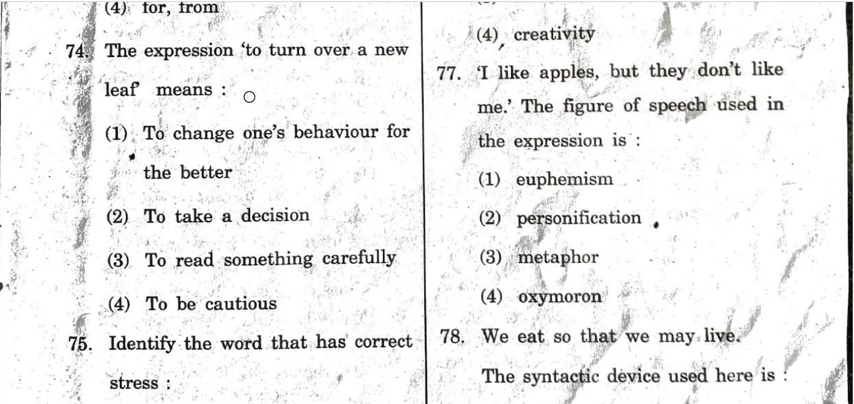 (4) for, from
74. The expression ‘to turn over a new
leaf’ means :
(1) To change one’s behaviour for
the better
(2) To take a decision
(3) To read something carefully
(4) To be cautious
75. Identify the word that has correct
stress :
(4) creativity
77. ‘I like apples, but they don’t like
me.’ The figure of speech used in
the expression is :
(1) euphemism
(2) personification
(3) metaphor
(4) oxymoron
78. We eat so that we may live.
The syntactic device used here is :